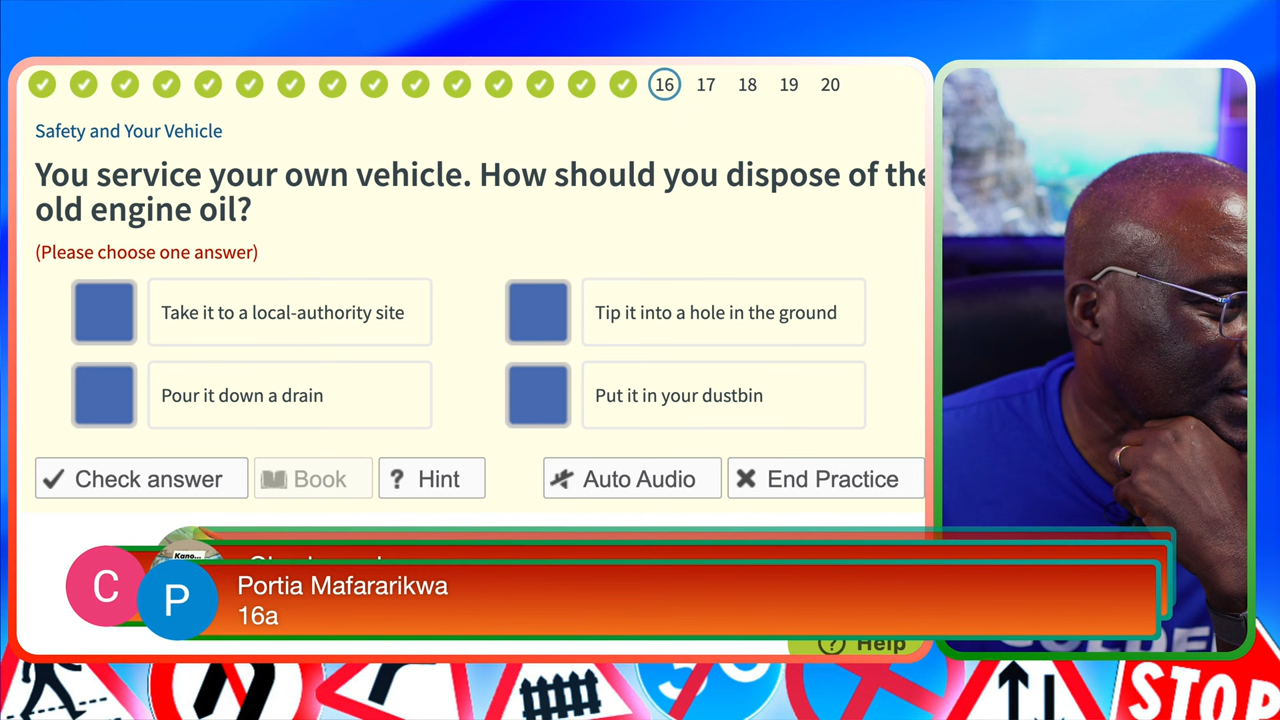 16 17 18 19 20
Safety and Your Vehicle
You service your own vehicle. How should you dispose of the
old engine oil?
(Please choose one answer)
Take it to a local-authority site
Tip it into a hole in the ground
Pour it down a drain
Put it in your dustbin
Check answer
Book
? Hint
Auto Audio
End Practice
C
Kano...
P
Portia Mafararikwa
16a
? Help
STOP